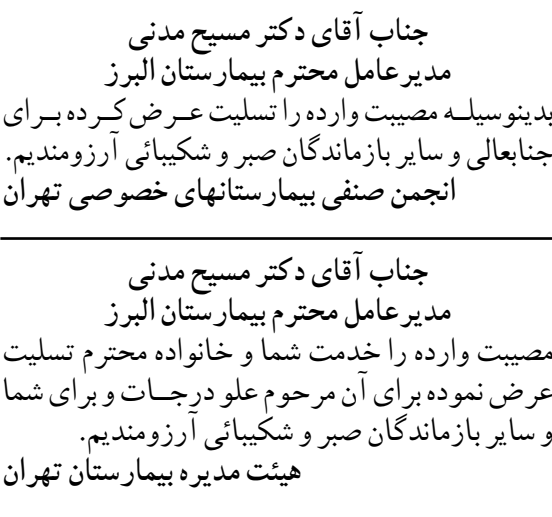 جناب آقای دکتر مسیح مدنی
مدیرعامل محترم بیمارستان البرز
بدینوسیله مصیبت وارده را تسلیت عرض کرده برای
جنابعالی و سایر بازماندگان صبر و شکیبائی آرزومندیم.
انجمن صنفی بیمارستانهای خصوصی تهران
جناب آقای دکتر مسیح مدنی
مدیرعامل محترم بیمارستان البرز
مصیبت وارده را خدمت شما و خانواده محترم تسلیت
عرض نموده برای آن مرحوم علو درجات و برای شما
و سایر بازماندگان صبر و شکیبائی آرزومندیم.
هیئت مدیره بیمارستان تهران